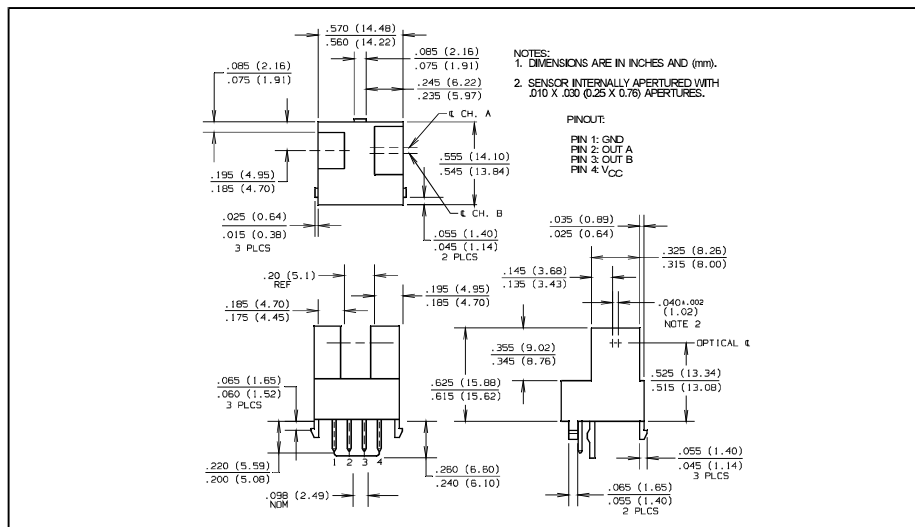 .570 (14.48)
.560 (14.22)
.085 (2.16)
.075 (1.91)
.085 (2.16)
.075 (1.91)
.245 (6.22)
.235 (5.97)
℄ CH. A
.555 (14.10)
.545 (13.84)
.195 (4.95)
.185 (4.70)
℄ CH. B
.025 (0.64)
.015 (0.38)
3 PLCS
.055 (1.40)
.045 (1.14)
2 PLCS
NOTES:
1. DIMENSIONS ARE IN INCHES AND (mm).
2. SENSOR INTERNALLY APERTURED WITH
.010 X .030 (0.25 X 0.76) APERTURES.
PINOUT:
PIN 1: GND
PIN 2: OUT A
PIN 3: OUT B
PIN 4: VCC
.20 (5.1)
REF
.185 (4.70)
.175 (4.45)
.195 (4.95)
.185 (4.70)
.065 (1.65)
.060 (1.52)
3 PLCS
.625 (15.88)
.615 (15.62)
1 2 3 4
.220 (5.59)
.200 (5.08)
.260 (6.60)
.240 (6.10)
.098 (2.49)
NOM
.035 (0.89)
.025 (0.64)
.325 (8.26)
.315 (8.00)
.145 (3.68)
.135 (3.43)
.040±.002
(1.02)
NOTE 2
.355 (9.02)
.345 (8.76)
OPTICAL ℄
.525 (13.34)
.515 (13.08)
.055 (1.40)
.045 (1.14)
3 PLCS
.065 (1.65)
.055 (1.40)
2 PLCS